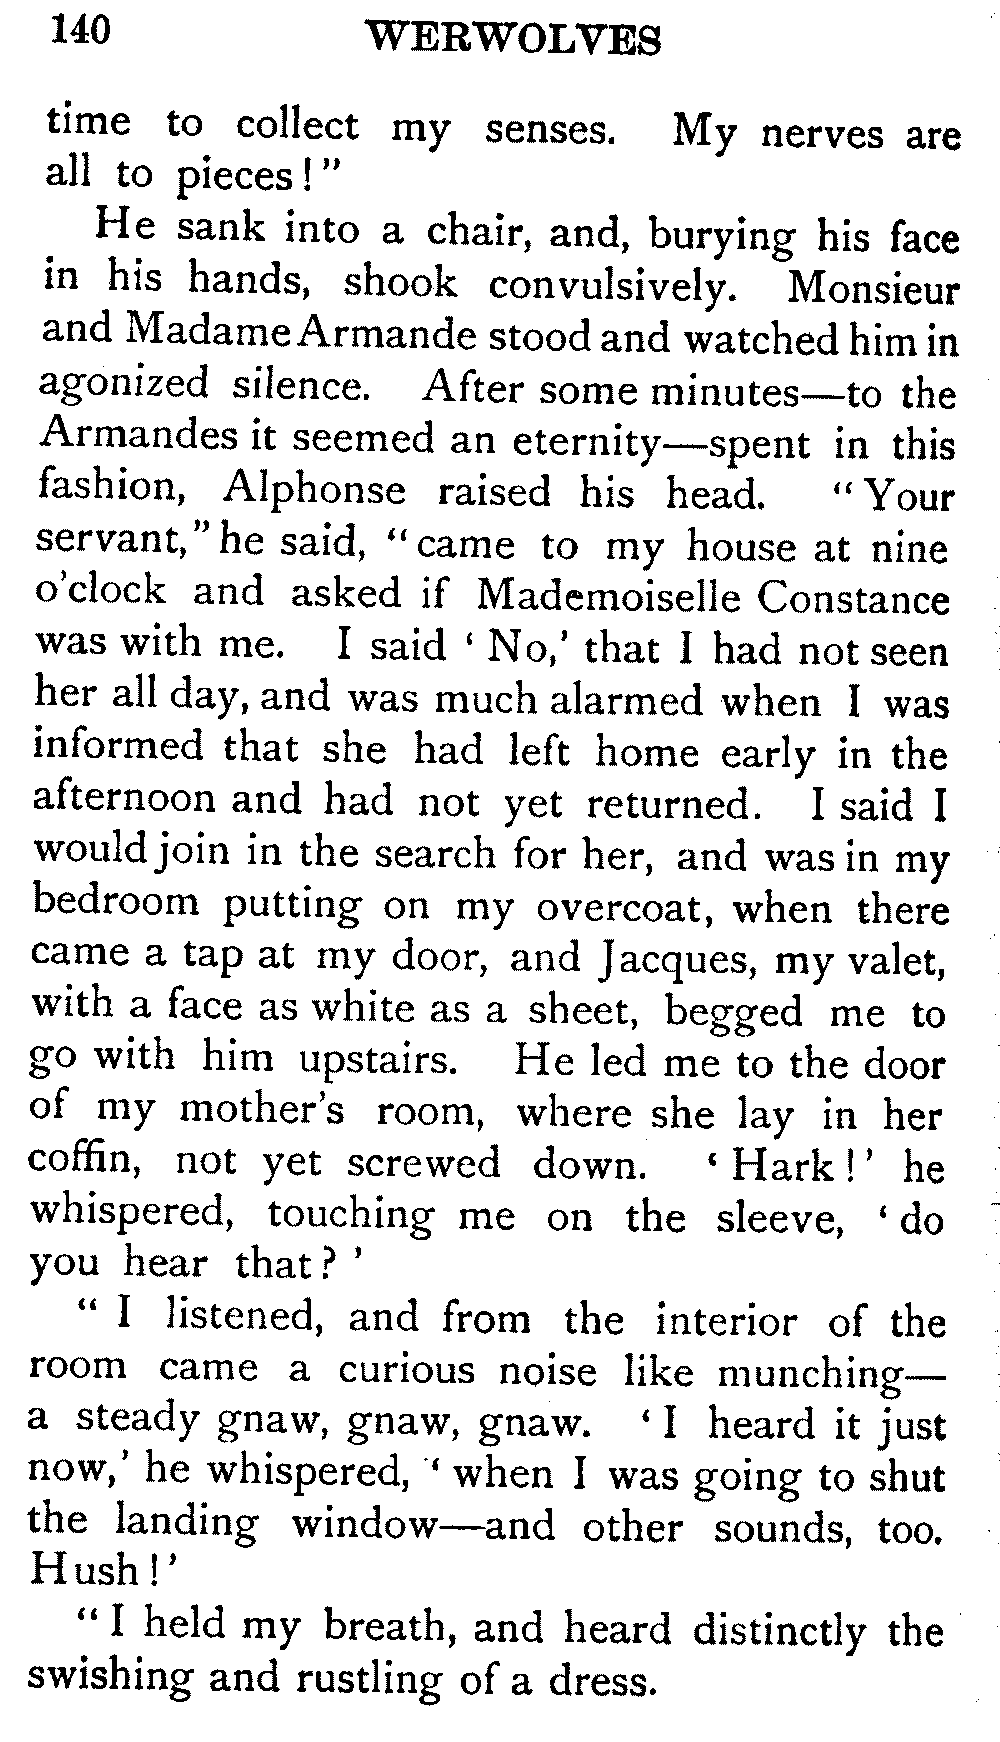 140 WERWOLVES
time to collect my senses. My nerves are
all to pieces!"
He sank into a chair, and, burying his face
in his hands, shook convulsively. Monsieur
and Madame Armande stood and watched him in
agonized silence. After some minutes—to the
Armandes it seemed an eternity—spent in this
fashion, Alphonse raised his head. "Your
servant," he said, "came to my house at nine
o'clock and asked if Mademoiselle Constance
was with me. I said 'No,' that I had not seen
her all day, and was much alarmed when I was
informed that she had left home early in the
afternoon and had not yet returned. I said I
would join in the search for her, and was in my
bedroom putting on my overcoat, when there
came a tap at my door, and Jacques, my valet,
with a face as white as a sheet, begged me to
go with him upstairs. He led me to the door
of my mother's room, where she lay in her
coffin, not yet screwed down. 'Hark!' he
whispered, touching me on the sleeve, 'do
you hear that?'
"I listened, and from the interior of the
room came a curious noise like munching—
a steady gnaw, gnaw, gnaw. 'I heard it just
now,' he whispered, 'when I was going to shut
the landing window—and other sounds, too.
Hush!'
"I held my breath, and heard distinctly the
swishing and rustling of a dress.